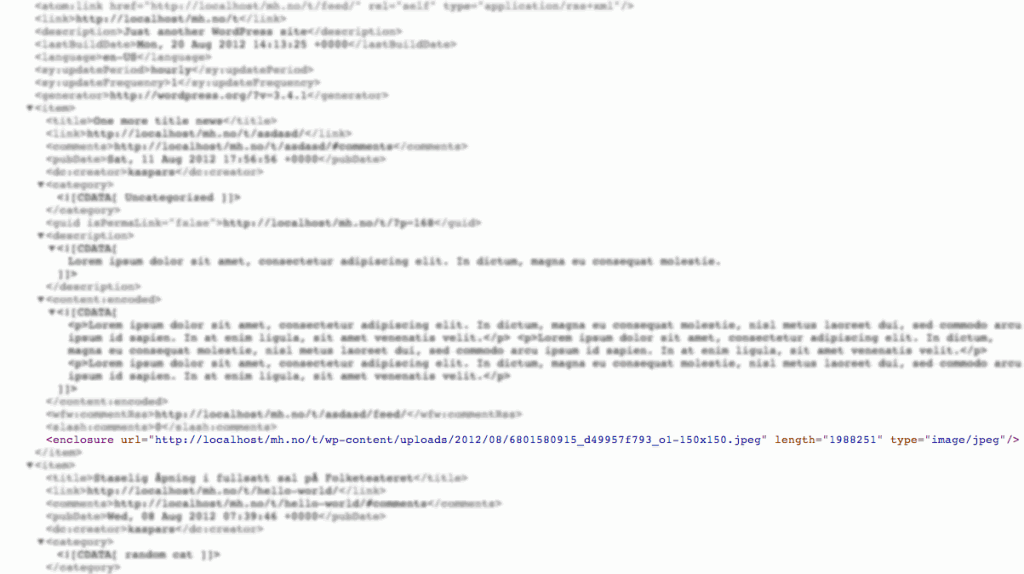 <atom:link href="http://localhost/mh.no/t/feed/" rel="self" type="application/rss+xml"/>
<link>http://localhost/mh.no/t</link>
<description>Just another WordPress site</description>
<lastBuildDate>Mon, 20 Aug 2012 14:13:25 +0000</lastBuildDate>
<language>en-US</language>
<sy:updatePeriod>hourly</sy:updatePeriod>
<sy:updateFrequency>1</sy:updateFrequency>
<generator>http://wordpress.org/?v=3.4.1</generator>
▼<item>
<title>One more title news</title>
<link>http://localhost/mh.no/t/asdasd/</link>
<comments>http://localhost/mh.no/t/asdasd/#comments</comments>
<pubDate>Sat, 11 Aug 2012 17:56:56 +0000</pubDate>
<dc:creator>kaspars</dc:creator>
▼<category>
<![CDATA[ Uncategorized ]]>
</category>
<guid isPermaLink="false">http://localhost/mh.no/t/?p=168</guid>
▼<description>
▼<![CDATA[
Lorem ipsum dolor sit amet, consectetur adipiscing elit. In dictum, magna eu consequat molestie.
]]>
</description>
▼<content:encoded>
▼<![CDATA[
<p>Lorem ipsum dolor sit amet, consectetur adipiscing elit. In dictum, magna eu consequat molestie, nisl metus laoreet dui, sed commodo arcu
ipsum id sapien. In at enim ligula, sit amet venenatis velit.</p> <p>Lorem ipsum dolor sit amet, consectetur adipiscing elit. In dictum,
magna eu consequat molestie, nisl metus laoreet dui, sed commodo arcu ipsum id sapien. In at enim ligula, sit amet venenatis velit.</p>
<p>Lorem ipsum dolor sit amet, consectetur adipiscing elit. In dictum, magna eu consequat molestie, nisl metus laoreet dui, sed commodo arcu
ipsum id sapien. In at enim ligula, sit amet venenatis velit.</p>
]]>
</content:encoded>
<wfw:commentRss>http://localhost/mh.no/t/asdasd/feed/</wfw:commentRss>
<slash:comments>0</slash:comments>
<enclosure url="http://localhost/mh.no/t/wp-content/uploads/2012/08/6801580915_d49957f793_o1-150x150.jpeg" length="1988251" type="image/jpeg"/>
</item>
▼<item>
<title>Staselig åpning i fullsatt sal på Folketeateret</title>
<link>http://localhost/mh.no/t/hello-world/</link>
<comments>http://localhost/mh.no/t/hello-world/#comments</comments>
<pubDate>Wed, 08 Aug 2012 07:39:46 +0000</pubDate>
<dc:creator>kaspars</dc:creator>
▼<category>
<![CDATA[ random cat ]]>
</category>